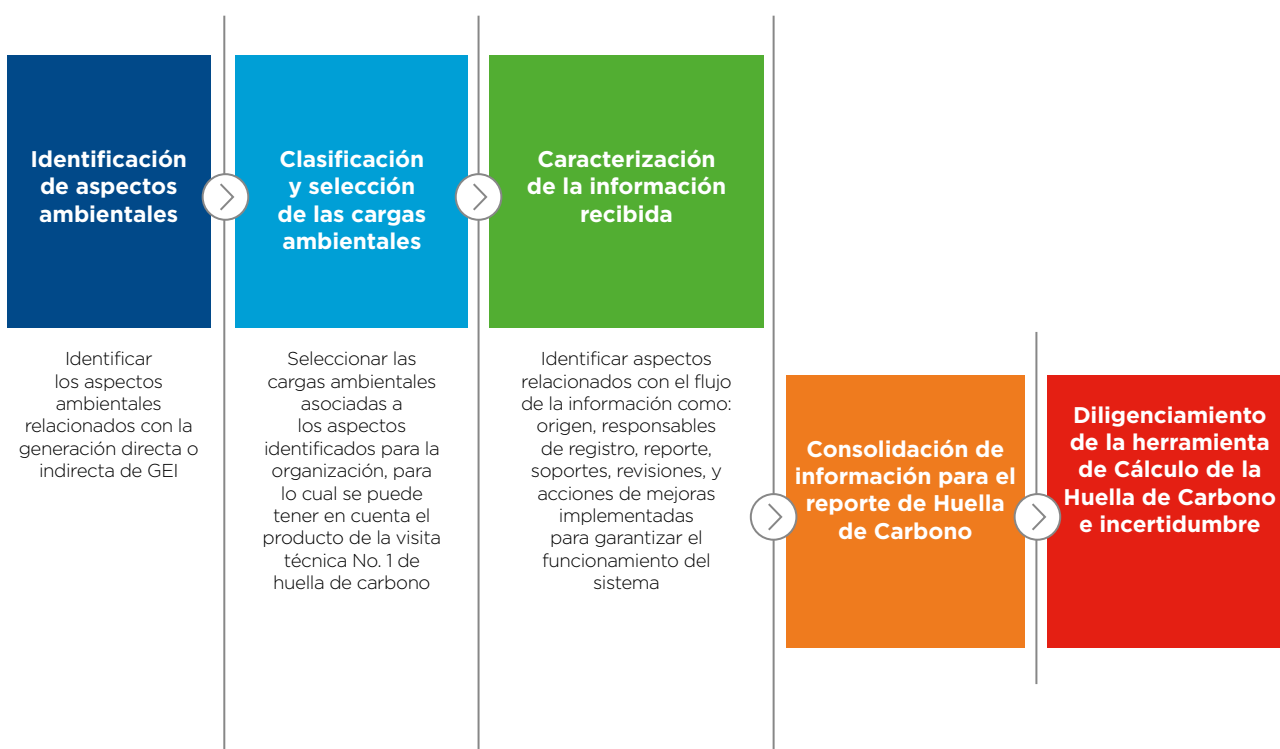 Identificación
de aspectos
ambientales
Identificar
los aspectos
ambientales
relacionados con la
generación directa o
indirecta de GEI
Clasificación
y selección
de las cargas
ambientales
Seleccionar las
cargas ambientales
asociadas a
los aspectos
identificados para la
organización, para
lo cual se puede
tener en cuenta el
producto de la visita
técnica No. 1 de
huella de carbono
Caracterización
de la información
recibida
Identificar aspectos
relacionados con el flujo
de la información como:
origen, responsables
de registro, reporte,
soportes, revisiones, y
acciones de mejoras
implementadas
para garantizar el
funcionamiento del
sistema
Consolidación de
información para el
reporte de Huella
de Carbono
Diligenciamiento
de la herramienta
de Cálculo de la
Huella de Carbono
e incertidumbre